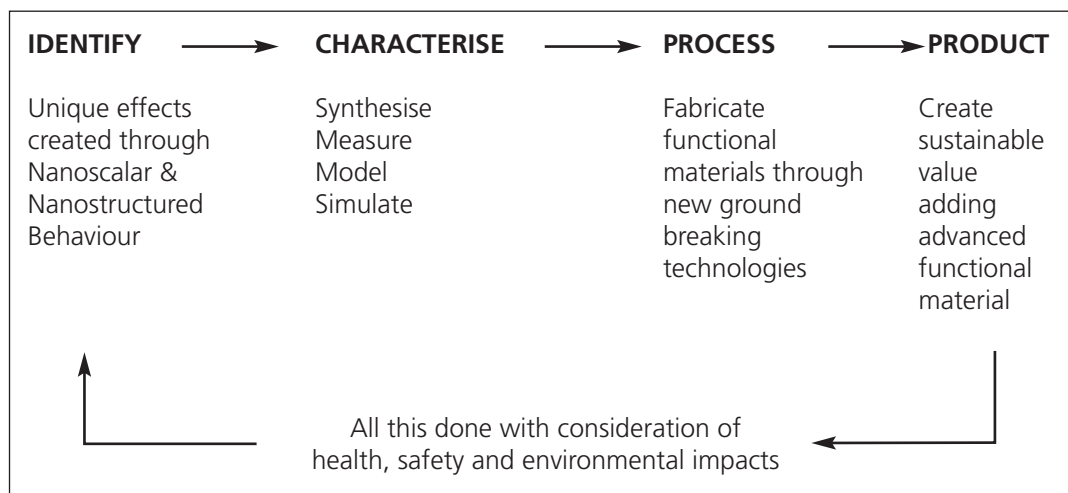 IDENTIFY
CHARACTERISE
PROCESS
PRODUCT
Unique effects
created through
Nanoscalar &
Nanostructured
Behaviour
Synthesise
Measure
Model
Simulate
Fabricate
functional
materials through
new ground
breaking
technologies
Create
sustainable
value
adding
advanced
functional
material
All this done with consideration of
health, safety and environmental impacts